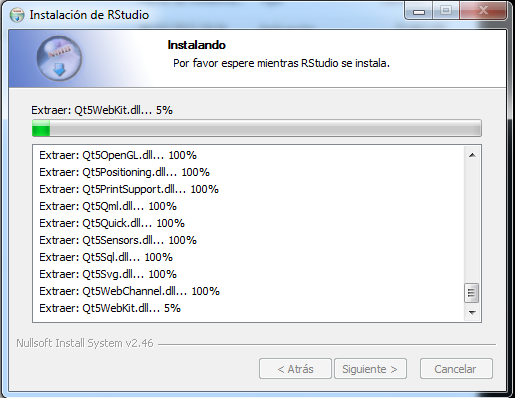 Instalación de RStudio
Instalando
Por favor espere mientras RStudio se instala.
Extraer: Qt5WebKit.dll... 5%
Extraer: Qt5OpenGL.dll... 100%
Extraer: Qt5Positioning.dll... 100%
Extraer: Qt5PrintSupport.dll... 100%
Extraer: Qt5Qml.dll... 100%
Extraer: Qt5Quick.dll... 100%
Extraer: Qt5Sensors.dll... 100%
Extraer: Qt5Sql.dll... 100%
Extraer: Qt5Svg.dll... 100%
Extraer: Qt5WebChannel.dll... 100%
Extraer: Qt5WebKit.dll... 5%
Nullsoft Install System v2.46
< Atrás Siguiente > Cancelar